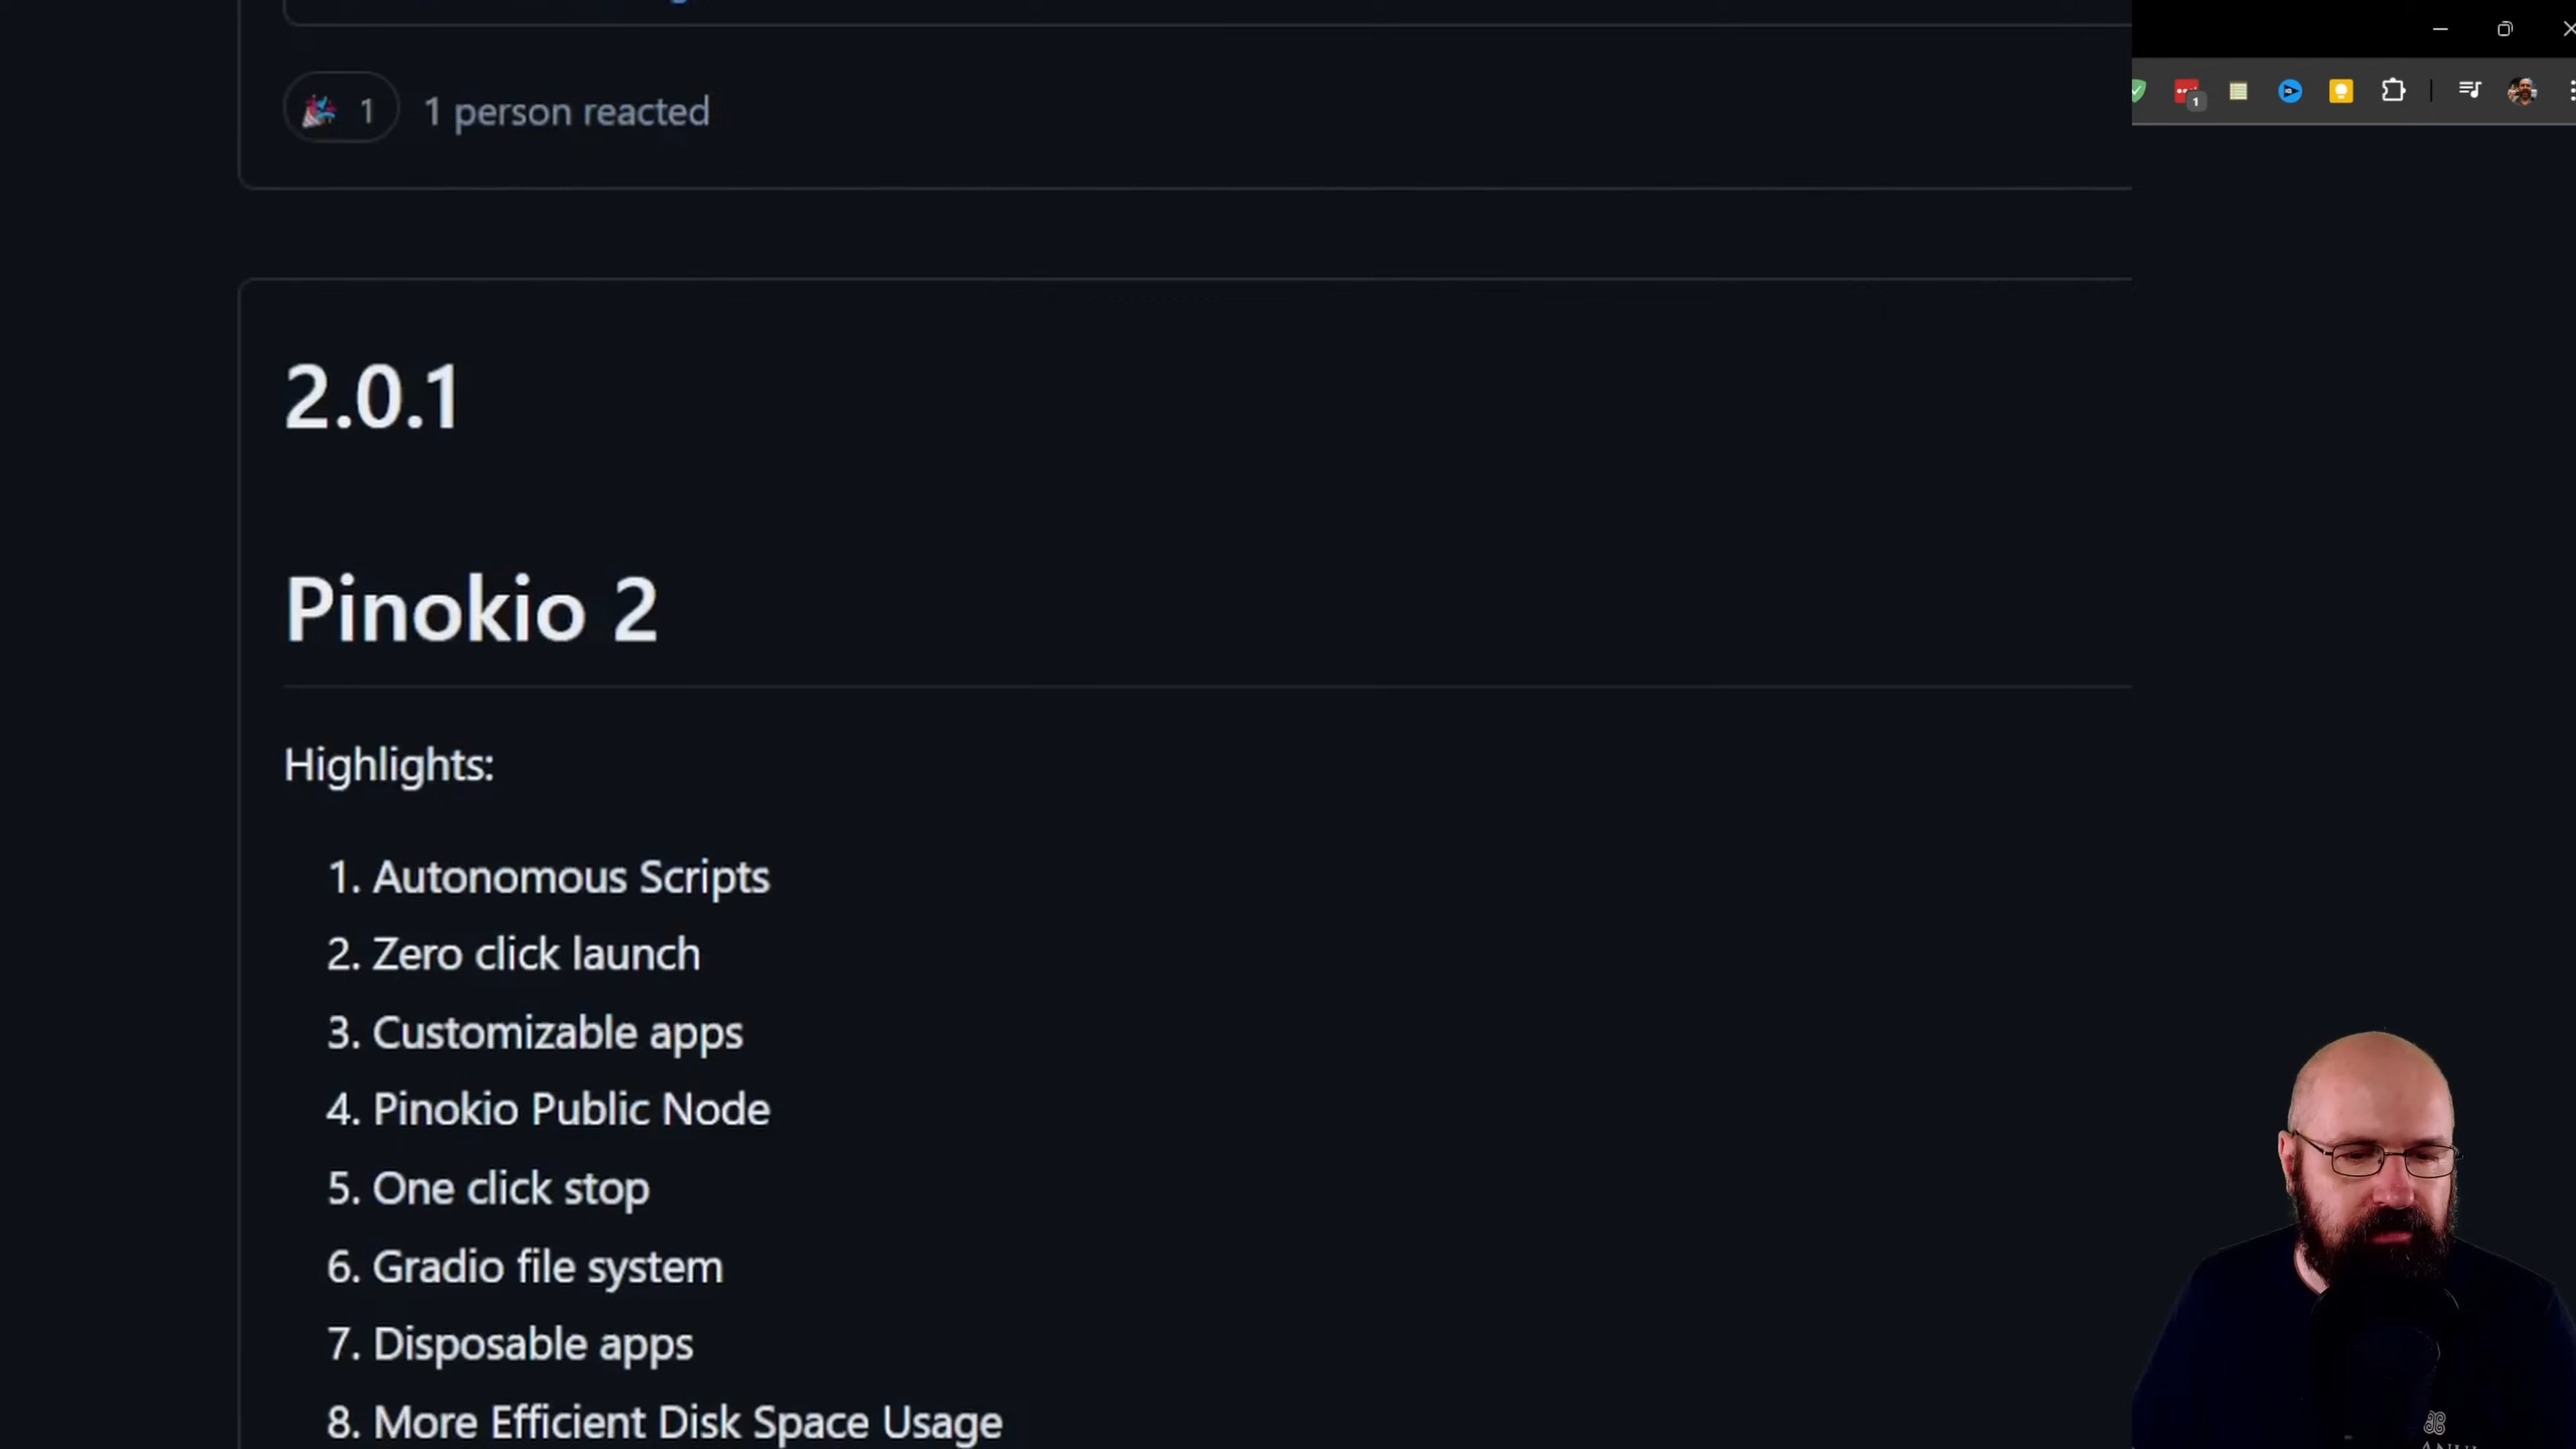 1 1 person reacted
1
2.0.1
Pinokio 2
Highlights:
1. Autonomous Scripts
2. Zero click launch
3. Customizable apps
4. Pinokio Public Node
5. One click stop
6. Gradio file system
7. Disposable apps
8. More Efficient Disk Space Usage